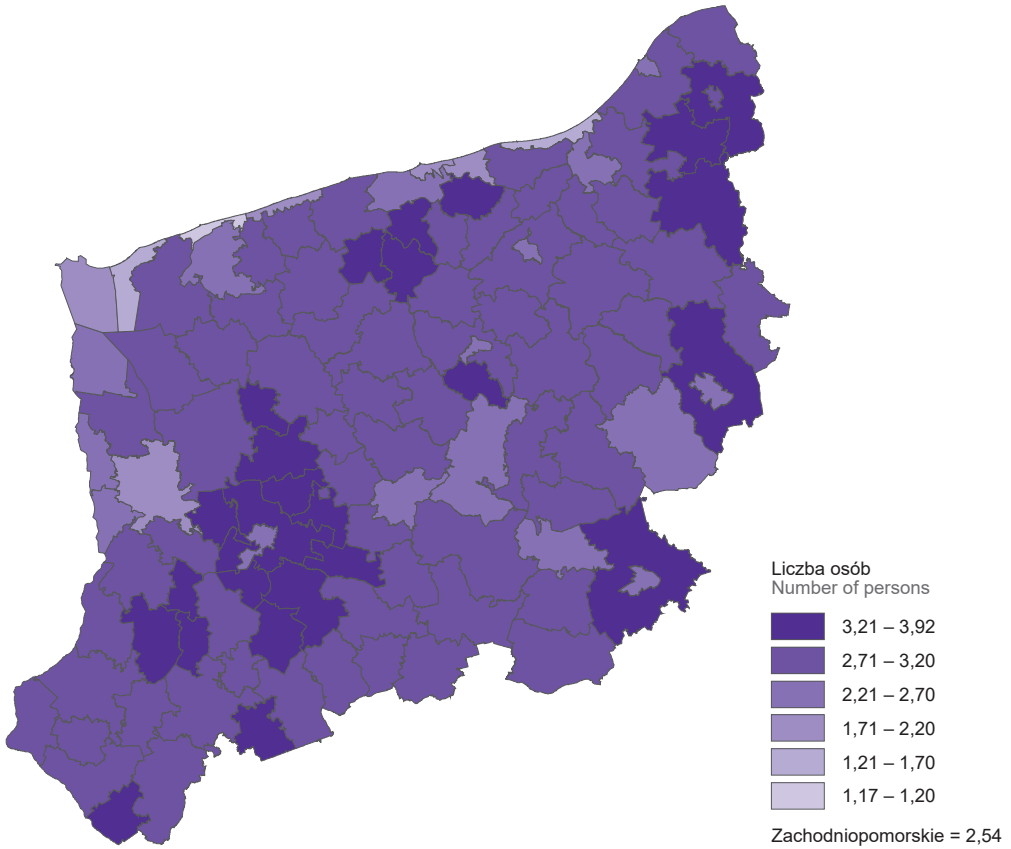 Liczba osób
Number of persons
3,21 – 3,92
2,71 – 3,20
2,21 – 2,70
1,71 – 2,20
1,21 – 1,70
1,17 – 1,20
Zachodniopomorskie = 2,54